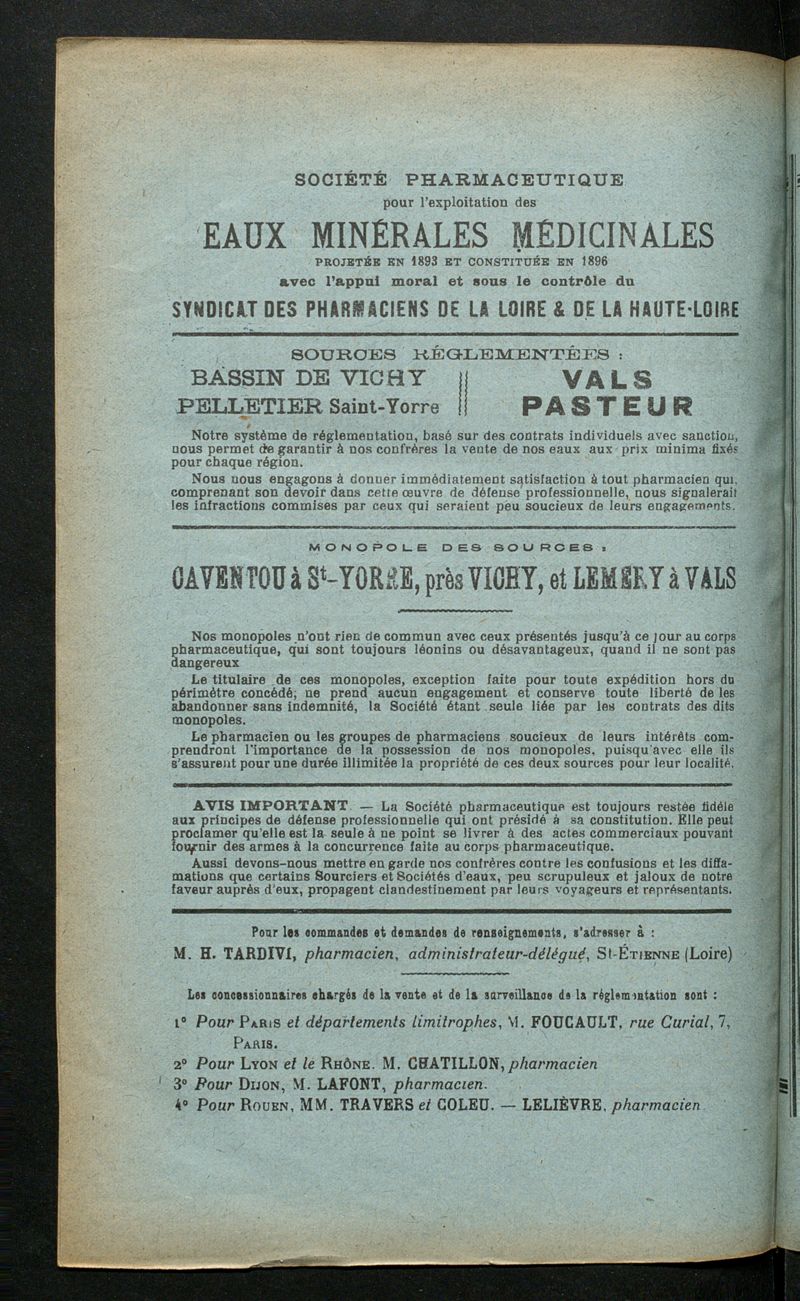 SOCIÉTÉ PHARMACEUTIQUE
pour l'exploitation des
EAUX MINÉRALES MÉDICINALES
PROJETÉE EN 1893 ET CONSTITUÉE EN 1896
avec l'appui moral et sous le contrôle du
SYNDICAT DES PHARMACIENS DE LA LOIRE & DE LA HAUTE-LOIRE
SOURCES RÉGLEMENTÉES :
BASSIN DE VICHY
PELLETIER Saint-Yorre
VALS
PASTEUR
Notre système de réglementation, basé sur des contrats individuels avec sanction,
nous permet de garantir à nos confrères la vente de nos eaux aux prix minima fixés
pour chaque région.
Nous nous engagons à donner immédiatement satisfaction à tout pharmacien qui,
comprenant son devoir dans cette œuvre de défense professionnelle, nous signalerait
les infractions commises par ceux qui seraient peu soucieux de leurs engagements.
MONOPOLE DES SOURCES :
CAVENTOU à St-YORRE, près VICHY, et LEMERY à VALS
Nos monopoles n'ont rien de commun avec ceux présentés jusqu'à ce jour au corps
pharmaceutique, qui sont toujours léonins ou désavantageux, quand il ne sont pas
dangereux
Le titulaire de ces monopoles, exception faite pour toute expédition hors du
périmètre concédé, ne prend aucun engagement et conserve toute liberté de les
abandonner sans indemnité, la Société étant seule liée par les contrats des dits
monopoles.
Le pharmacien ou les groupes de pharmaciens soucieux de leurs intérêts com-
prendront l'importance de la possession de nos monopoles, puisqu'avec elle ils
s'assurent pour une durée illimitée la propriété de ces deux sources pour leur localité.
AVIS IMPORTANT — La Société pharmaceutique est toujours restée fidèle
aux principes de défense professionnelle qui ont présidé à sa constitution. Elle peut
proclamer qu'elle est la seule à ne point se livrer à des actes commerciaux pouvant
fournir des armes à la concurrence faite au corps pharmaceutique.
Aussi devons-nous mettre en garde nos confrères contre les confusions et les diffa-
mations que certains Sourciers et Sociétés d'eaux, peu scrupuleux et jaloux de notre
faveur auprès d'eux, propagent clandestinement par leurs voyageurs et représentants.
Pour les commandes et demandes de renseignements, s'adresser à :
M. H. TARDIVI, pharmacien, administrateur-délégué, St-ÉTIENNE (Loire)
Les concessionnaires chargés de la vente et de la surveillance de la réglementation sont :
1° Pour PARIS et départements limitrophes, M. FOUCAULT, rue Curial, 7,
PARIS.
2° Pour LYON et le RHÔNE. M. CHATILLON, pharmacien
3° Pour DIJON, M. LAFONT, pharmacien.
4° Pour ROUEN, MM. TRAVERS et COLEU. — LELIÈVRE, pharmacien